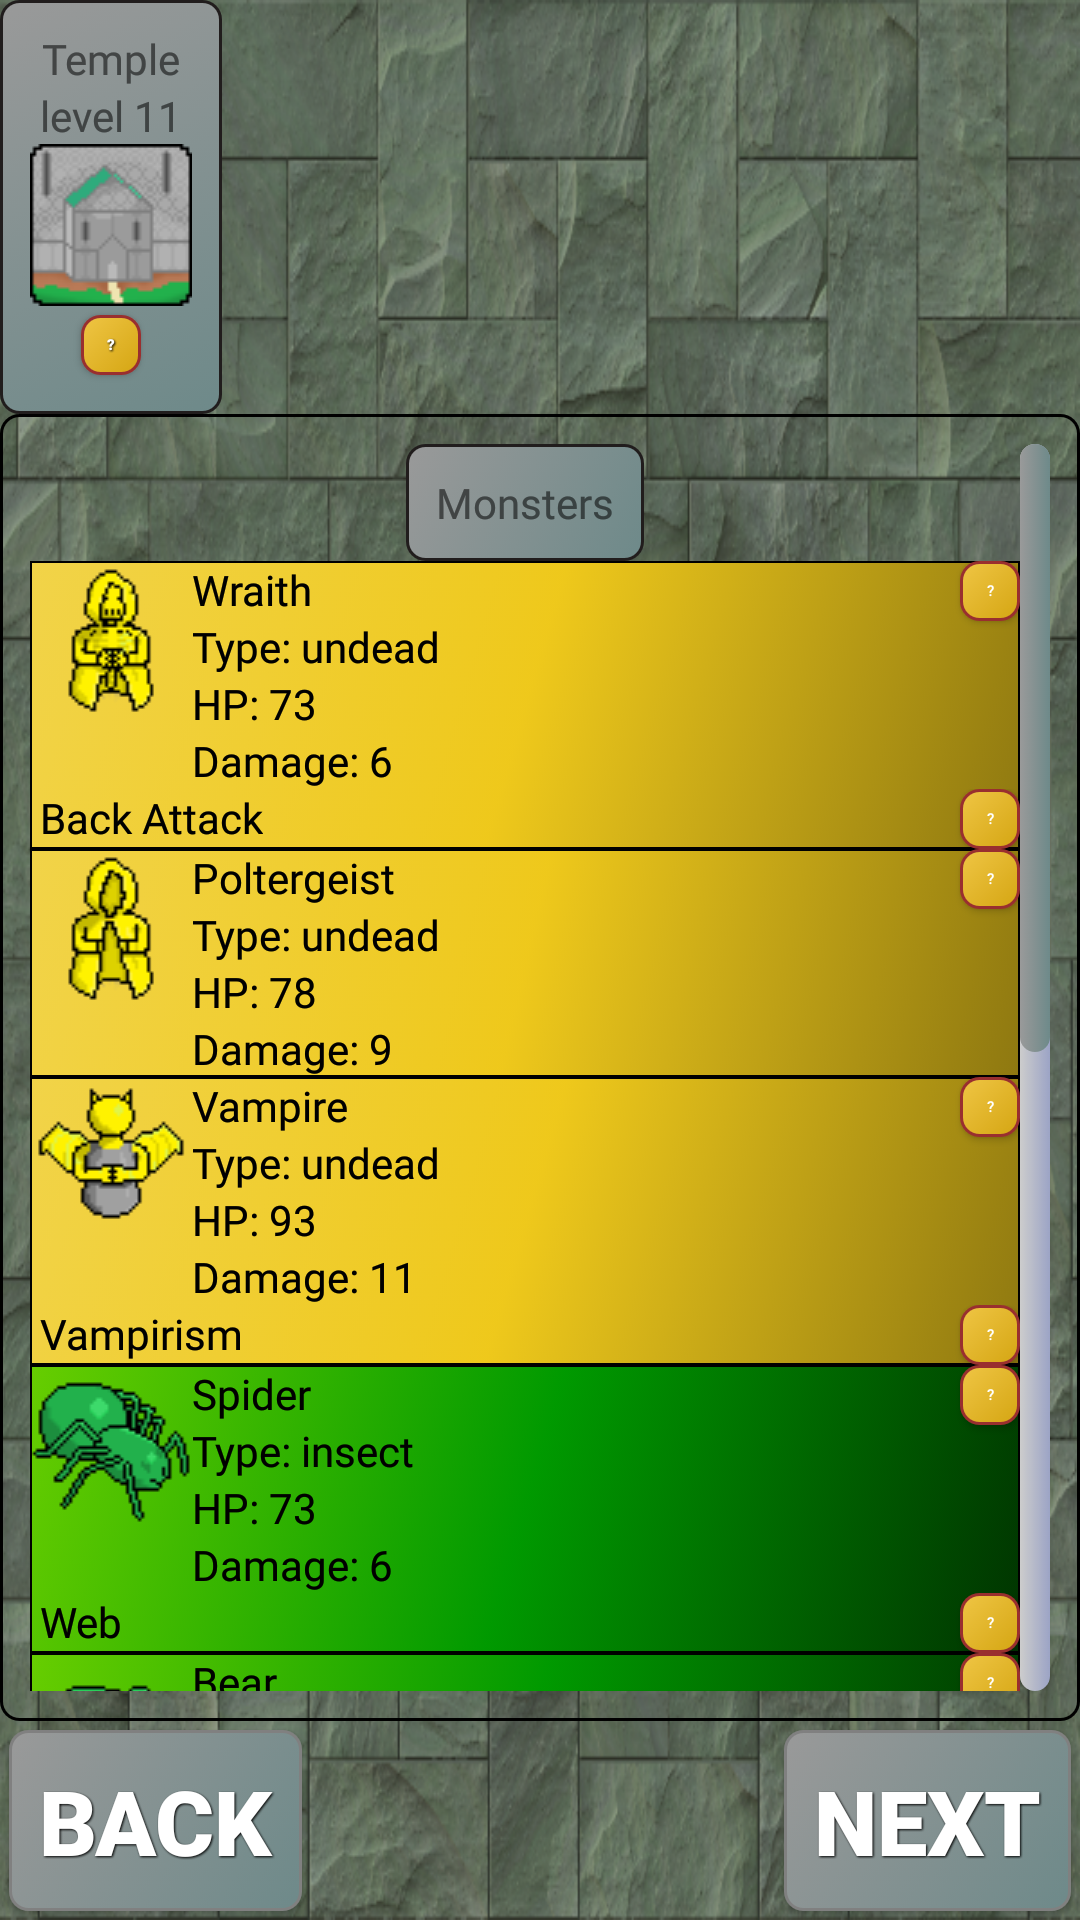 Temple
level 11
?
Monsters
Wraith
?
Type: undead
HP: 73
Damage: 6
Back Attack
?
Poltergeist
?
Type: undead
HP: 78
Damage: 9
Vampire
?
Type: undead
HP: 93
Damage: 11
Vampirism
?
Spider
?
Type: insect
HP: 73
Damage: 6
Web
?
Bear
?
BACK
NEXT